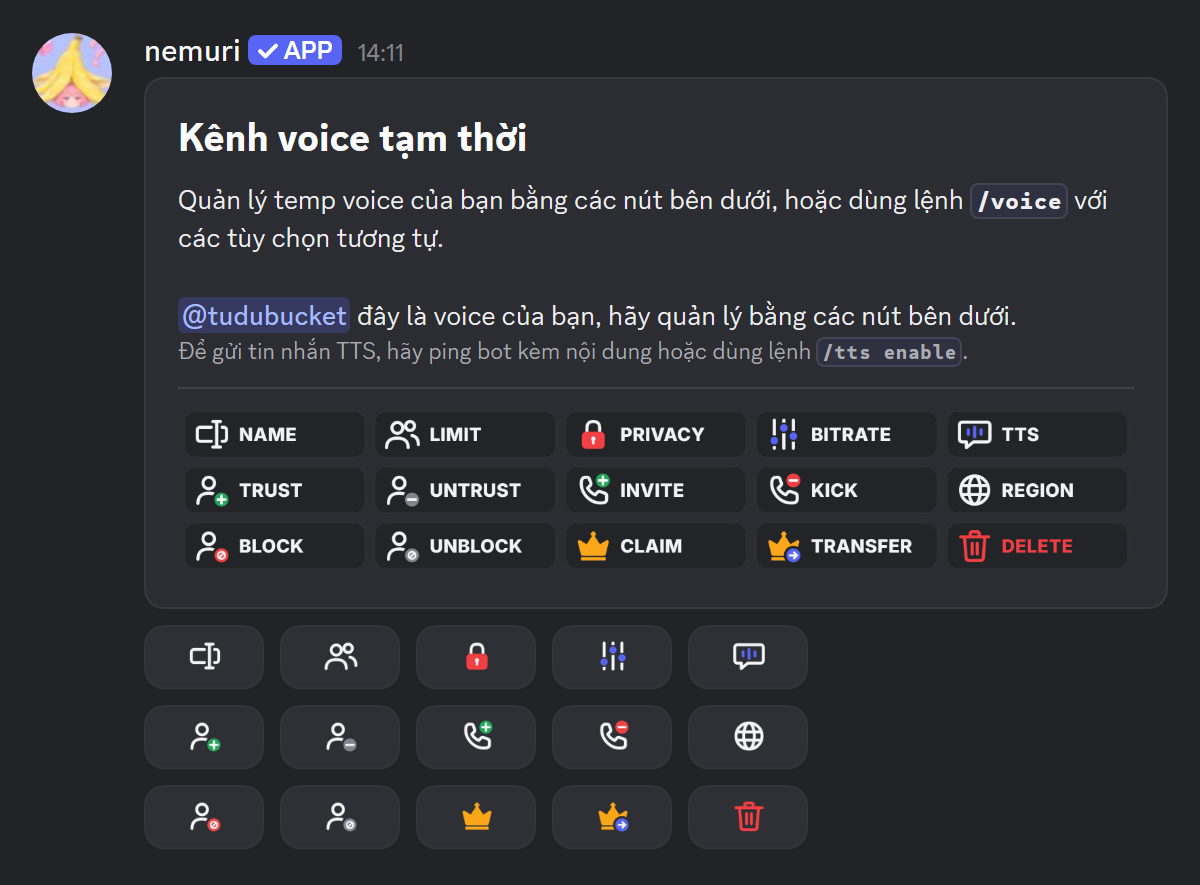 nemuri APP 14:11
Kênh voice tạm thời
Quản lý temp voice của bạn bằng các nút bên dưới, hoặc dùng lệnh /voice với
các tùy chọn tương tự.
@tudubucket đây là voice của bạn, hãy quản lý bằng các nút bên dưới.
Để gửi tin nhắn TTS, hãy ping bot kèm nội dung hoặc dùng lệnh /tts enable.
NAME LIMIT PRIVACY BITRATE TTS
TRUST UNTRUST INVITE KICK REGION
BLOCK UNBLOCK CLAIM TRANSFER DELETE